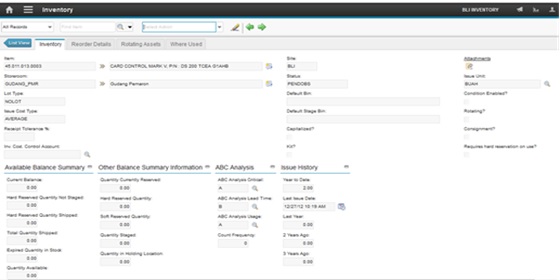 Inventory
BLI INVENTORY
All Records
Find Item
Select Action
List View
Inventory
Reorder Details
Rotating Assets
Where Used
Item:
CARD CONTROL MARK V. P/N : DS 200 TCEA G1AHB
Site:
BLI
Attachments
Storeroom:
GUDANG_PMR
Gudang Pemaron
Status:
PENDOBS
Issue Unit:
BUAH
Lot Type:
NOLOT
Default Bin:
Condition Enabled?
Issue Cost Type:
AVERAGE
Default Stage Bin:
Rotating?
Receipt Tolerance %:
Capitalized?
Consignment?
Inv. Cost. Control Account:
Kit?
Requires hard reservation on use?
Available Balance Summary
Other Balance Summary Information
ABC Analysis
Issue History
Current Balance:
0.00
Quantity Currently Reserved:
0.00
ABC Analysis Critical:
A
Year to Date:
2.00
Hard Reserved Quantity Not Staged:
0.00
Hard Reserved Quantity:
0.00
ABC Analysis Lead Time:
B
Last Issue Date:
12/27/12 10:19 AM
Hard Reserved Quantity Shipped:
0.00
Soft Reserved Quantity:
0.00
ABC Analysis Usage:
A
Last Year:
0.00
Total Quantity Shipped:
0.00
Quantity Staged:
0.00
Count Frequency:
0
2 Years Ago:
0.00
Expired Quantity in Stock:
0.00
Quantity in Holding Location:
0.00
3 Years Ago:
0.00
Quantity Available:
0.00